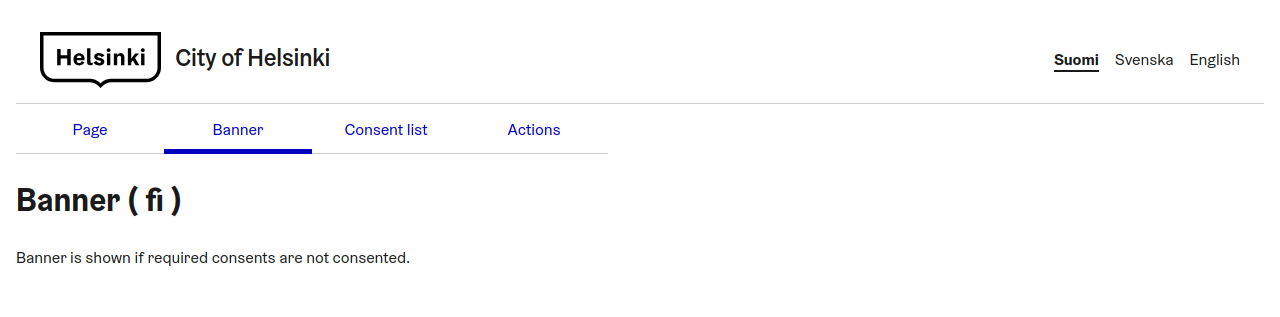 Helsinki City of Helsinki Suomi Svenska English
Page Banner Consent list Actions
Banner ( fi )
Banner is shown if required consents are not consented.